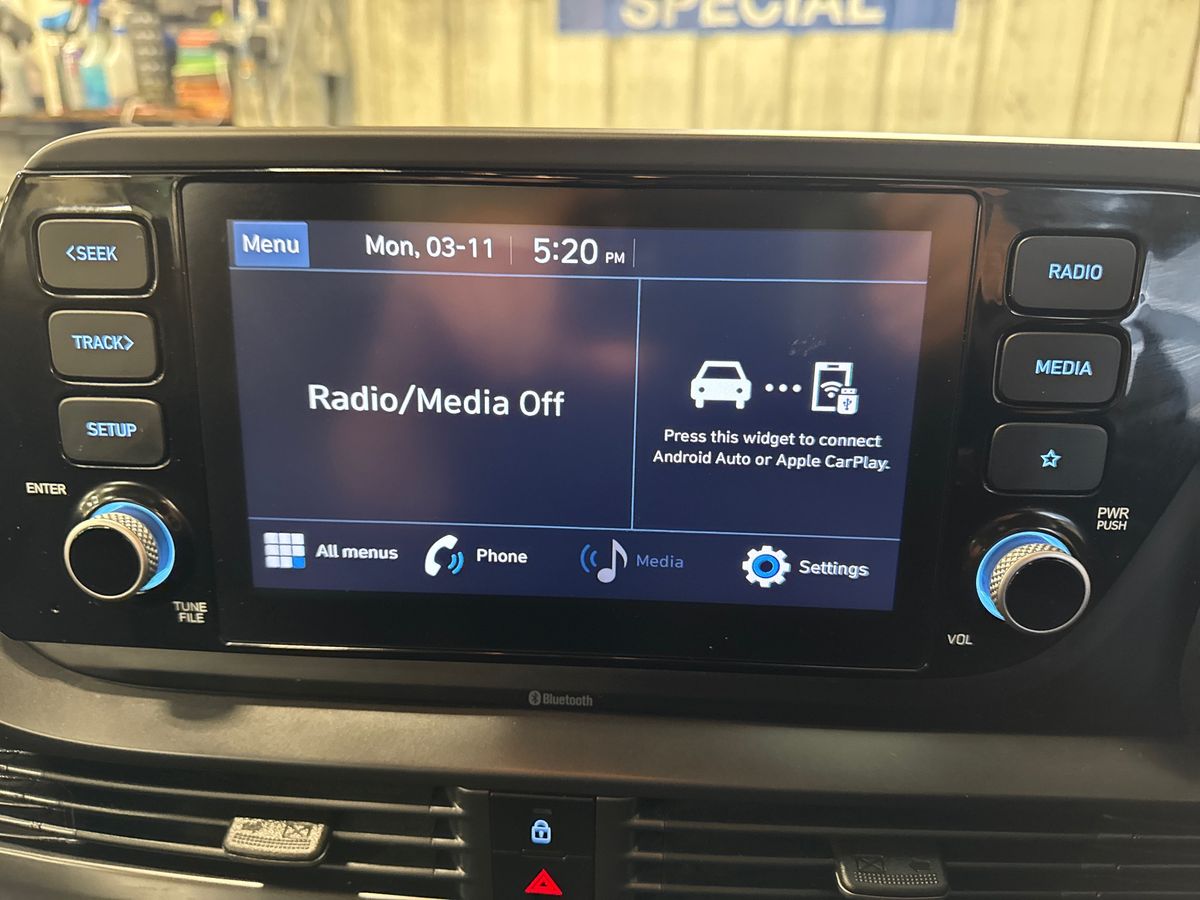 SPECIAL
<SEEK
TRACK>
SETUP
ENTER
TUNE
FILE
Menu
Mon, 03-11
5:20 PM
Radio/Media Off
Press this widget to connect
Android Auto or Apple CarPlay.
All menus
Phone
Media
Settings
RADIO
MEDIA
PWR
PUSH
VOL
Bluetooth